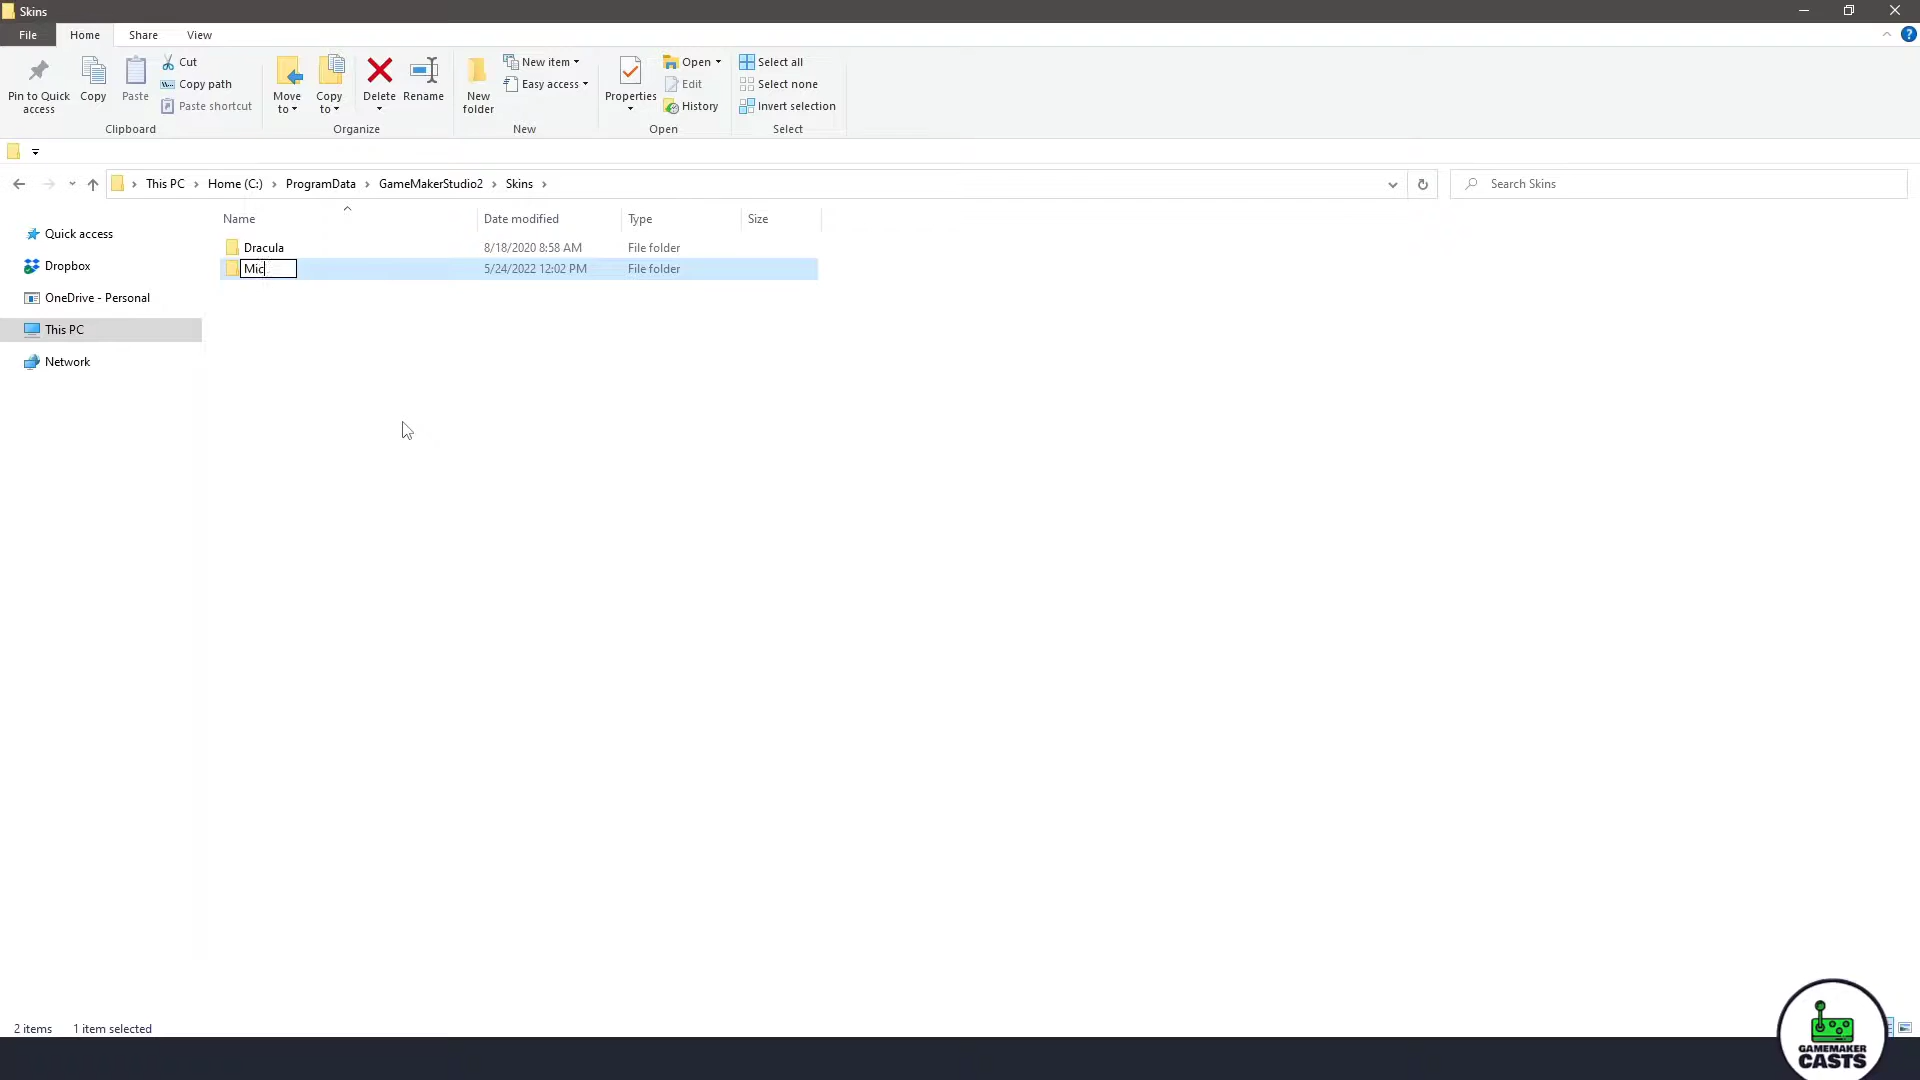 Skins
File Home Share View
Pin to Quick access
Copy
Paste
Cut
Copy path
Paste shortcut
Clipboard
Move to
Copy to
Delete
Rename
Organize
New folder
New item
Easy access
New
Properties
Open
Edit
History
Open
Select all
Select none
Invert selection
Select
This PC Home (C:) ProgramData GameMakerStudio2 Skins
Search Skins
Name Date modified Type Size
Dracula 8/18/2020 8:58 AM File folder
Mic 5/24/2022 12:02 PM File folder
Quick access
Dropbox
OneDrive - Personal
This PC
Network
2 items 1 item selected
GAMEMAKER
CASTS